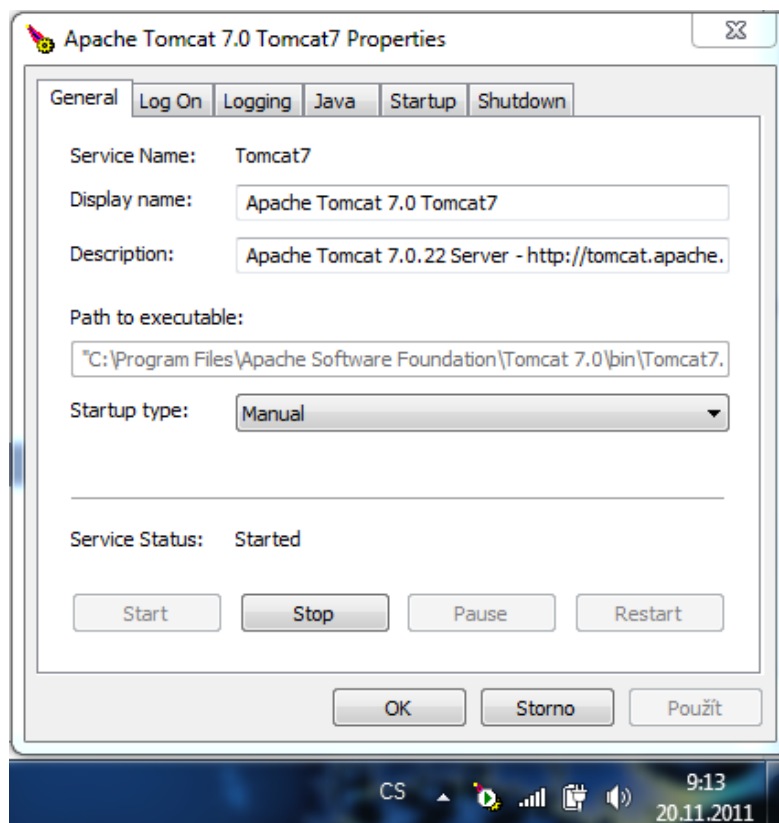 Apache Tomcat 7.0 Tomcat7 Properties
General Log On Logging Java Startup Shutdown
Service Name: Tomcat7
Display name: Apache Tomcat 7.0 Tomcat7
Description: Apache Tomcat 7.0.22 Server - http://tomcat.apache.
Path to executable:
"C:\Program Files\Apache Software Foundation\Tomcat 7.0\bin\Tomcat7.
Startup type: Manual
Service Status: Started
Start Stop Pause Restart
OK Storno Použít
CS 9:13
20.11.2011